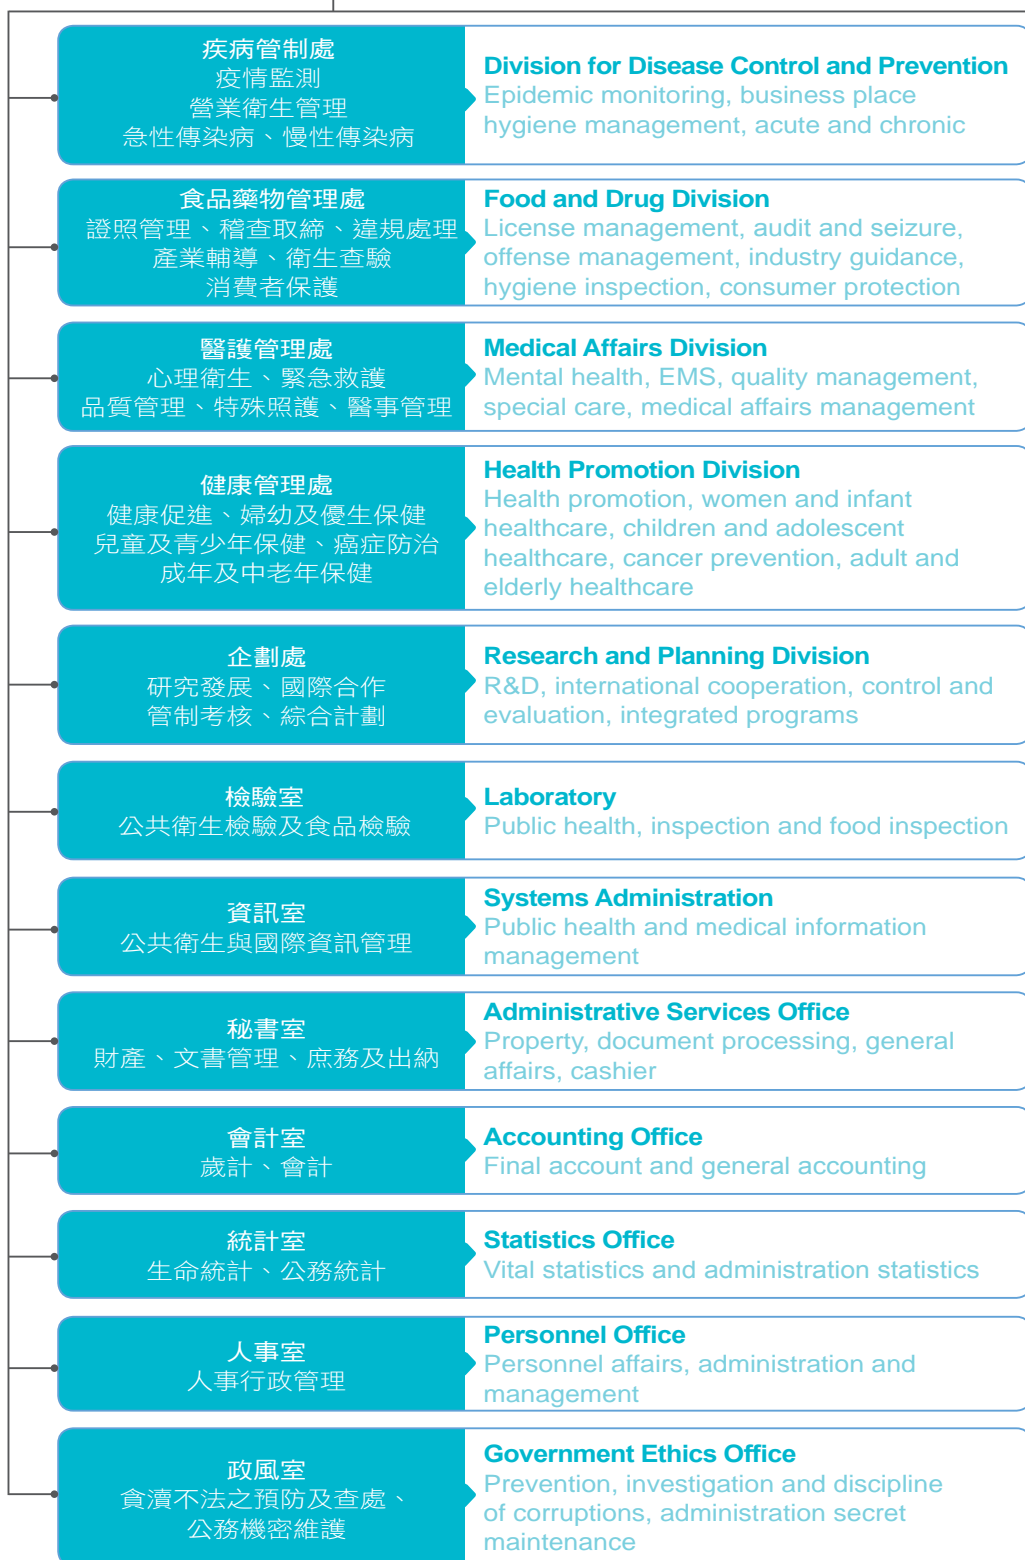 疾病管制處
疫情監測
營業衛生管理
急性傳染病、慢性傳染病
Division for Disease Control and Prevention
Epidemic monitoring, business place
hygiene management, acute and chronic
食品藥物管理處
證照管理、稽查取締、違規處理
產業輔導、衛生查驗
消費者保護
Food and Drug Division
License management, audit and seizure,
offense management, industry guidance,
hygiene inspection, consumer protection
醫護管理處
心理衛生、緊急救護
品質管理、特殊照護、醫事管理
Medical Affairs Division
Mental health, EMS, quality management,
special care, medical affairs management
健康管理處
健康促進、婦幼及優生保健
兒童及青少年保健、癌症防治
成年及中老年保健
Health Promotion Division
Health promotion, women and infant
healthcare, children and adolescent
healthcare, cancer prevention, adult and
elderly healthcare
企劃處
研究發展、國際合作
管制考核、綜合計劃
Research and Planning Division
R&D, international cooperation, control and
evaluation, integrated programs
檢驗室
公共衛生檢驗及食品檢驗
Laboratory
Public health, inspection and food inspection
資訊室
公共衛生與國際資訊管理
Systems Administration
Public health and medical information
management
秘書室
財產、文書管理、庶務及出納
Administrative Services Office
Property, document processing, general
affairs, cashier
會計室
歲計、會計
Accounting Office
Final account and general accounting
統計室
生命統計、公務統計
Statistics Office
Vital statistics and administration statistics
人事室
人事行政管理
Personnel Office
Personnel affairs, administration and
management
政風室
貪瀆不法之預防及查處、
公務機密維護
Government Ethics Office
Prevention, investigation and discipline
of corruptions, administration secret
maintenance